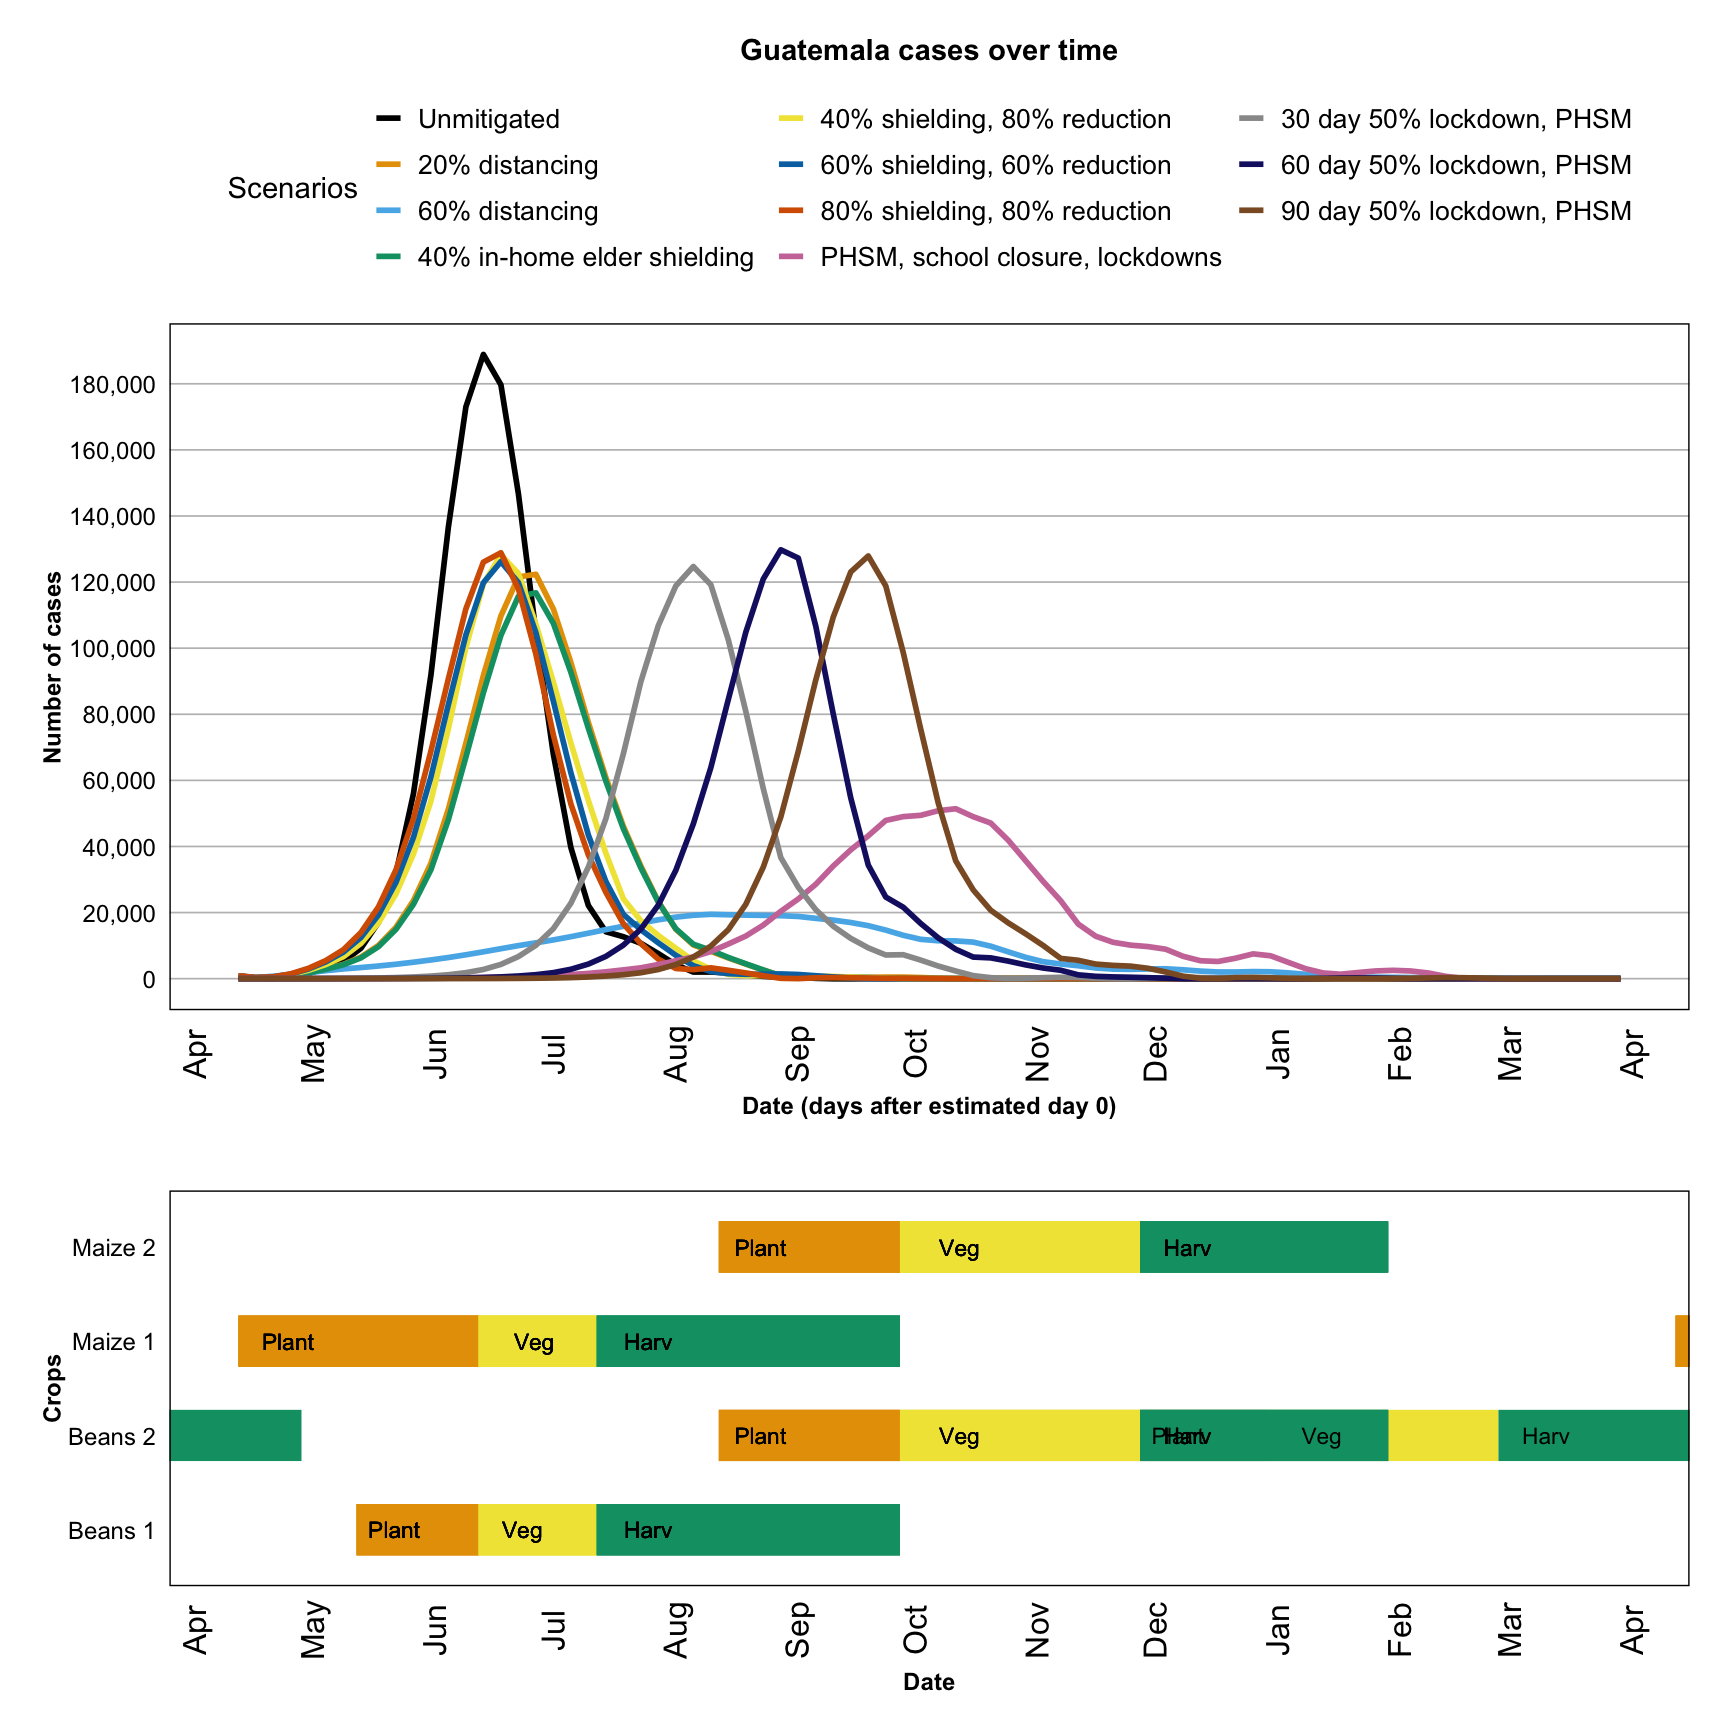 Guatemala cases over time
Scenarios
Unmitigated
20% distancing
60% distancing
40% in-home elder shielding
40% shielding, 80% reduction
60% shielding, 60% reduction
80% shielding, 80% reduction
PHSM, school closure, lockdowns
30 day 50% lockdown, PHSM
60 day 50% lockdown, PHSM
90 day 50% lockdown, PHSM
Number of cases
180,000
160,000
140,000
120,000
100,000
80,000
60,000
40,000
20,000
0
Apr May Jun Jul Aug Sep Oct Nov Dec Jan Feb Mar Apr
Date (days after estimated day 0)
Crops
Maize 2 Plant Veg Harv
Maize 1 Plant Veg Harv
Beans 2 Plant Veg Plant Harv Veg Harv
Beans 1 Plant Veg Harv
Apr May Jun Jul Aug Sep Oct Nov Dec Jan Feb Mar Apr
Date